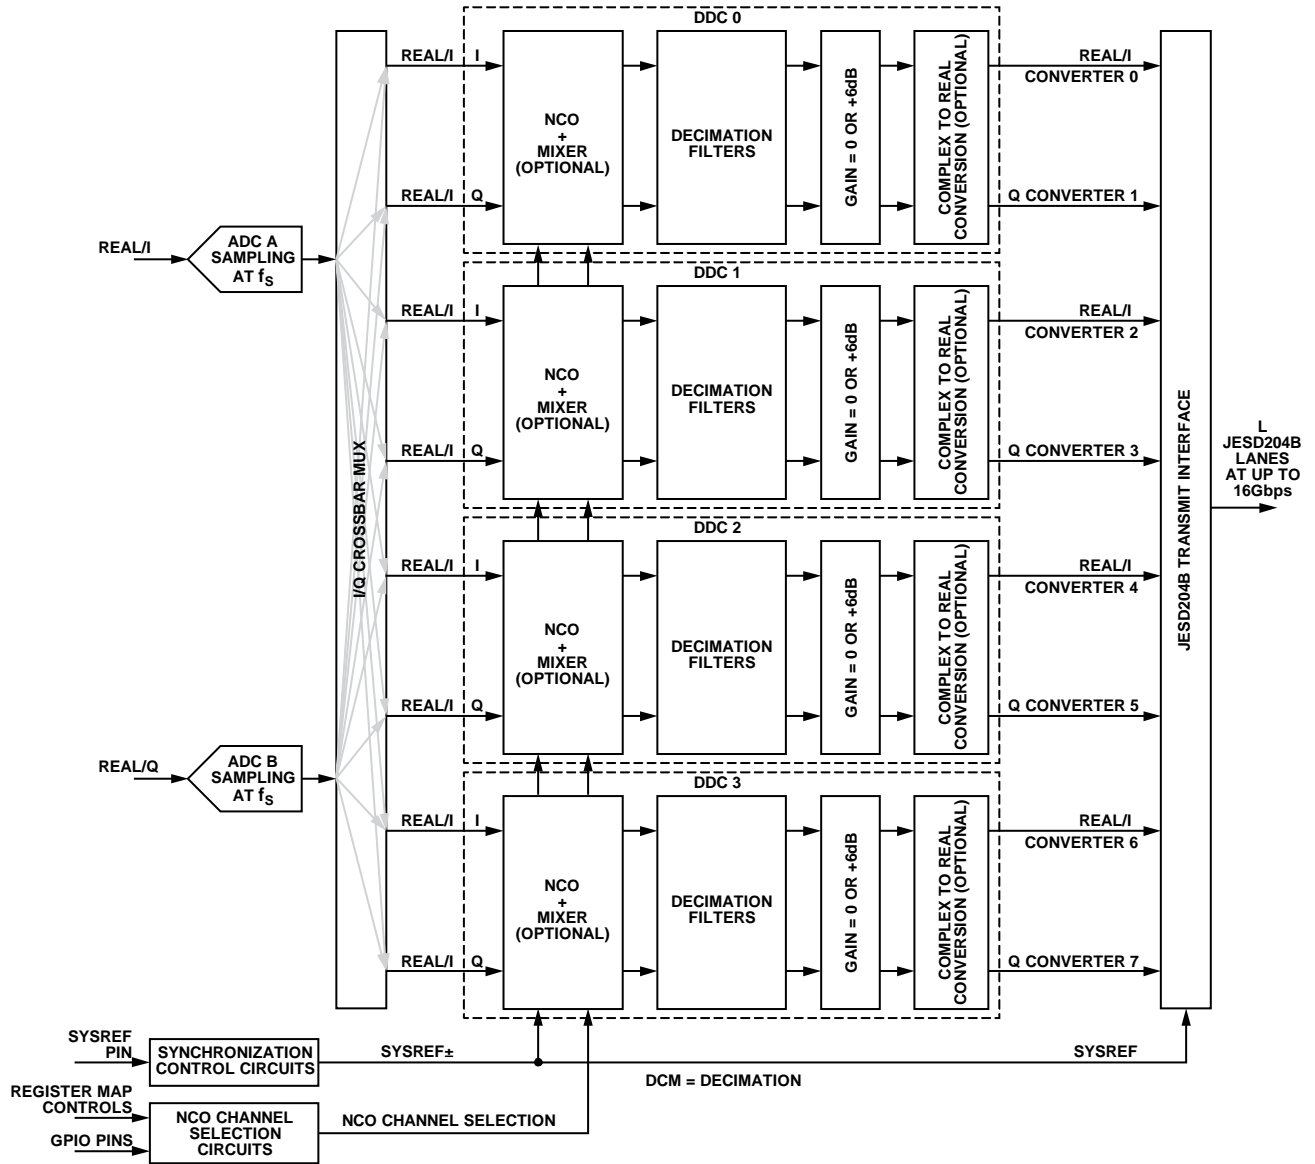 DDC 0
REAL/I
I
NCO
+
MIXER
(OPTIONAL)
DECIMATION
FILTERS
GAIN = 0 OR +6dB
COMPLEX TO REAL
CONVERSION (OPTIONAL)
REAL/I
CONVERTER 0
REAL/I
Q
Q CONVERTER 1
REAL/I
ADC A
SAMPLING
AT fS
DDC 1
REAL/I
I
NCO
+
MIXER
(OPTIONAL)
DECIMATION
FILTERS
GAIN = 0 OR +6dB
COMPLEX TO REAL
CONVERSION (OPTIONAL)
REAL/I
CONVERTER 2
REAL/I
Q
Q CONVERTER 3
I/Q CROSSBAR MUX
JESD204B TRANSMIT INTERFACE
L
JESD204B
LANES
AT UP TO
16Gbps
DDC 2
REAL/I
I
NCO
+
MIXER
(OPTIONAL)
DECIMATION
FILTERS
GAIN = 0 OR +6dB
COMPLEX TO REAL
CONVERSION (OPTIONAL)
REAL/I
CONVERTER 4
REAL/I
Q
Q CONVERTER 5
REAL/Q
ADC B
SAMPLING
AT fS
DDC 3
REAL/I
I
NCO
+
MIXER
(OPTIONAL)
DECIMATION
FILTERS
GAIN = 0 OR +6dB
COMPLEX TO REAL
CONVERSION (OPTIONAL)
REAL/I
CONVERTER 6
REAL/I
Q
Q CONVERTER 7
SYSREF
PIN
SYNCHRONIZATION
CONTROL CIRCUITS
SYSREF±
SYSREF
DCM = DECIMATION
REGISTER MAP
CONTROLS
GPIO PINS
NCO CHANNEL
SELECTION
CIRCUITS
NCO CHANNEL SELECTION